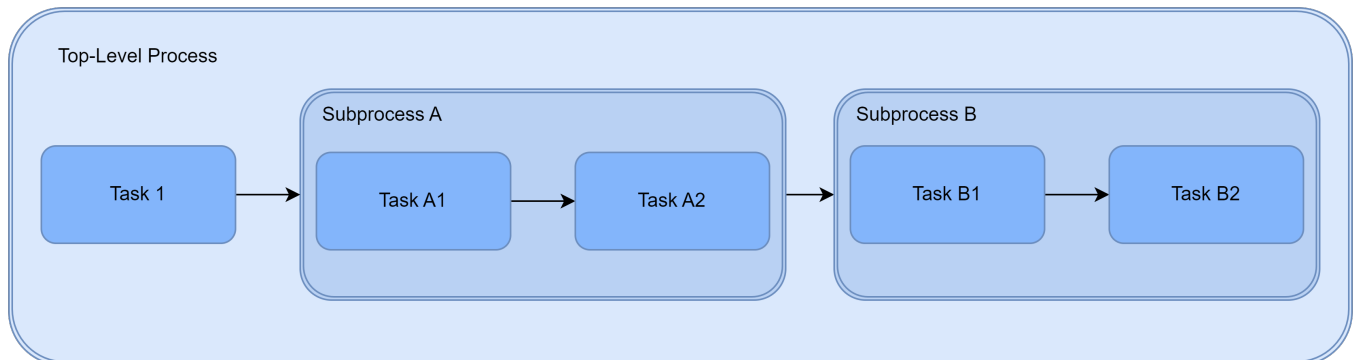 Top-Level Process
Subprocess A
Subprocess B
Task 1
Task A1
Task A2
Task B1
Task B2